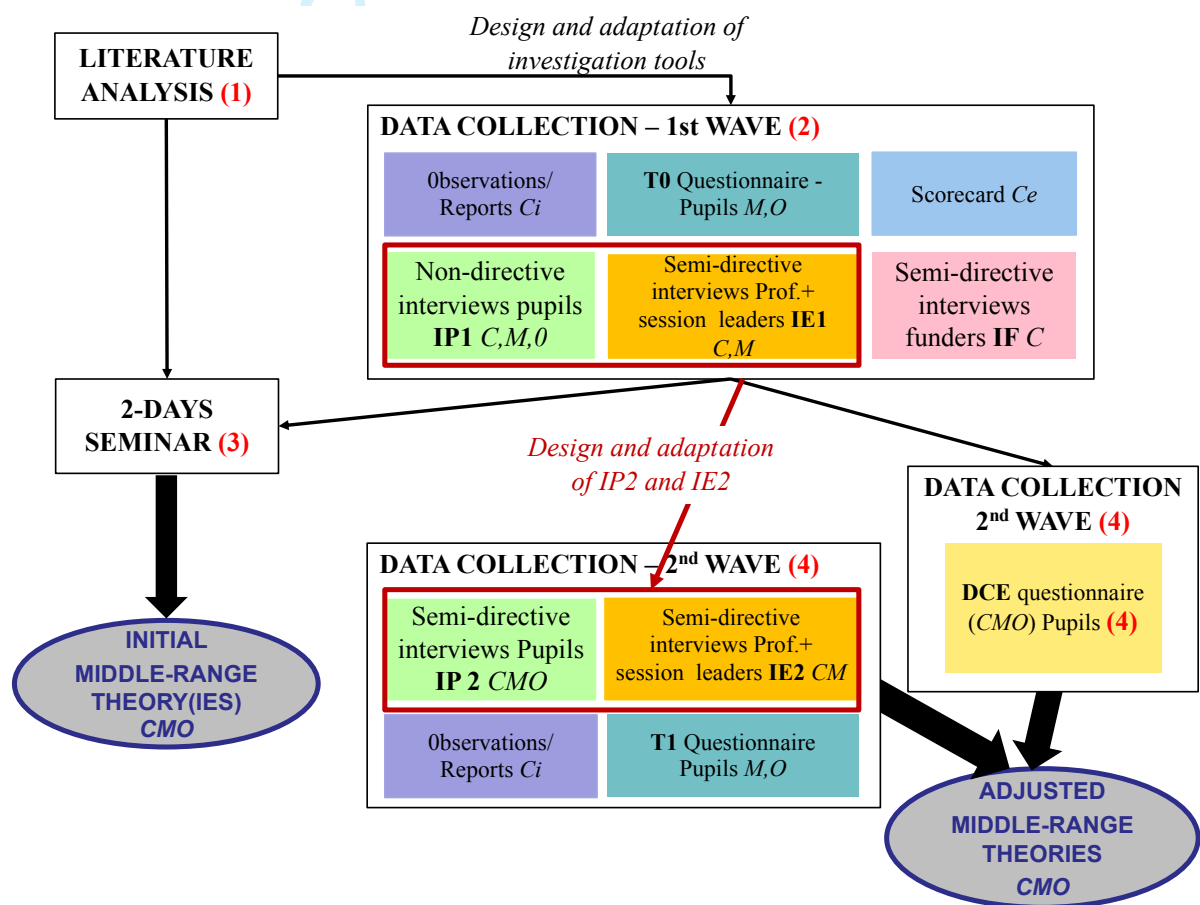 Design and adaptation of
investigation tools
LITERATURE
ANALYSIS (1)
DATA COLLECTION – 1st WAVE (2)
0bservations/
Reports Ci
T0 Questionnaire -
Pupils M,O
Scorecard Ce
Non-directive
interviews pupils
IP1 C,M,0
Semi-directive
interviews Prof.+
session leaders IE1
C,M
Semi-directive
interviews
funders IF C
2-DAYS
SEMINAR (3)
Design and adaptation
of IP2 and IE2
DATA COLLECTION
2nd WAVE (4)
DCE questionnaire
(CMO) Pupils (4)
DATA COLLECTION – 2nd WAVE (4)
Semi-directive
interviews Pupils
IP 2 CMO
Semi-directive
interviews Prof.+
session leaders IE2 CM
0bservations/
Reports Ci
T1 Questionnaire
Pupils M,O
INITIAL
MIDDLE-RANGE
THEORY(IES)
CMO
ADJUSTED
MIDDLE-RANGE
THEORIES
CMO